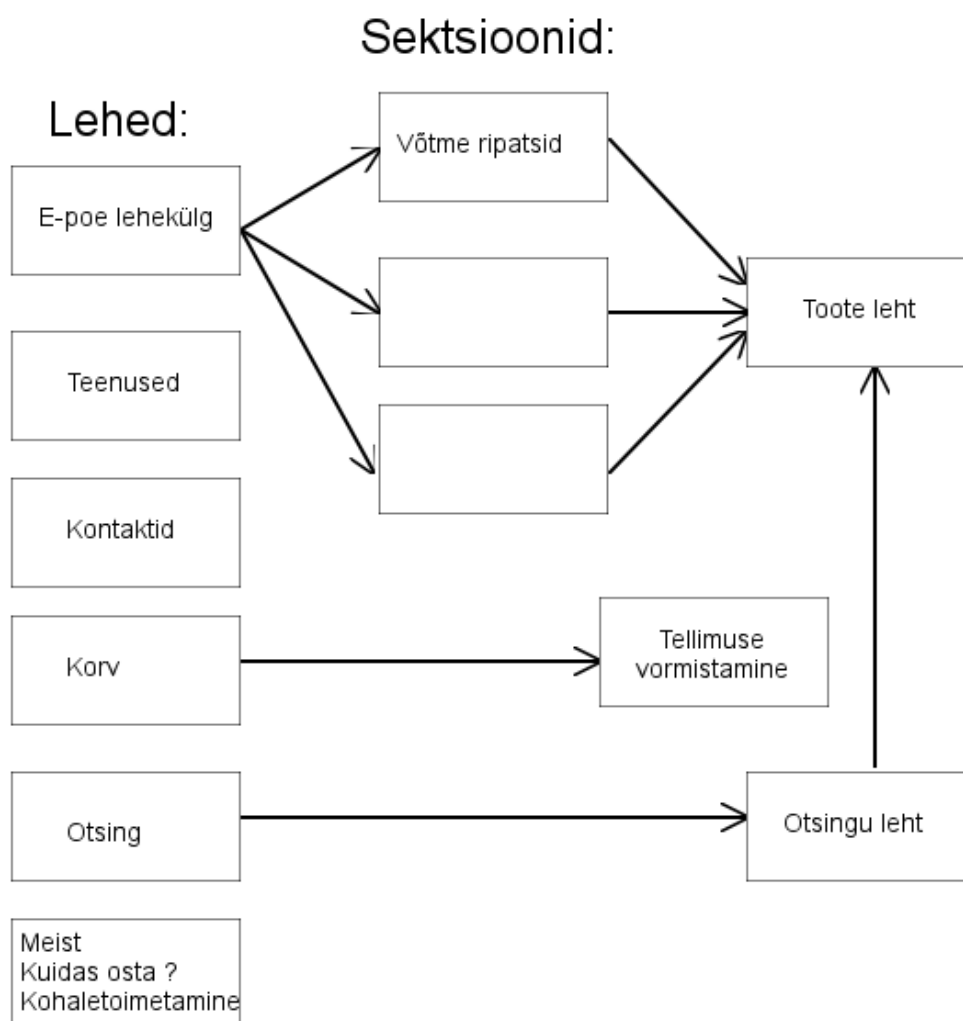 Sektsioonid:
Lehed:
Võtme ripatsid
E-poe lehekülg
Toote leht
Teenused
Kontaktid
Tellimuse
vormistamine
Korv
Otsing
Otsingu leht
Meist
Kuidas osta ?
Kohaletoimetamine